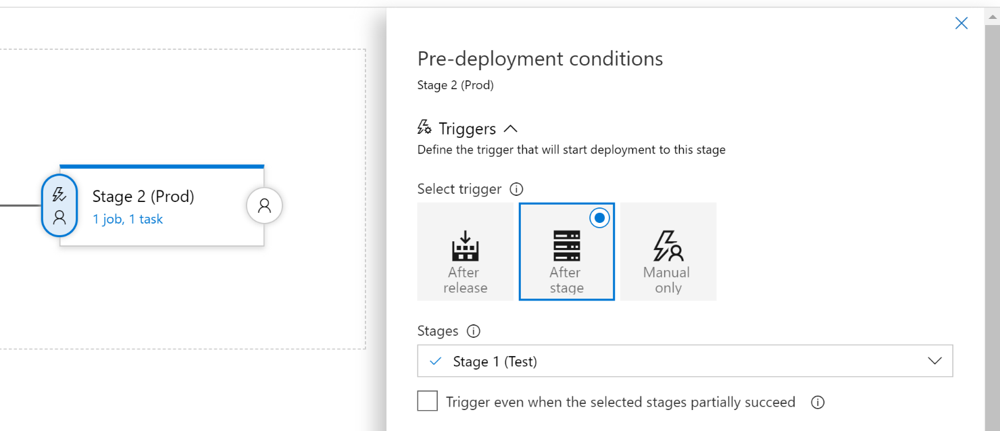 Pre-deployment conditions
Stage 2 (Prod)
Triggers
Define the trigger that will start deployment to this stage
Select trigger
After
release
After
stage
Manual
only
Stages
Stage 1 (Test)
Trigger even when the selected stages partially succeed
Stage 2 (Prod)
1 job, 1 task